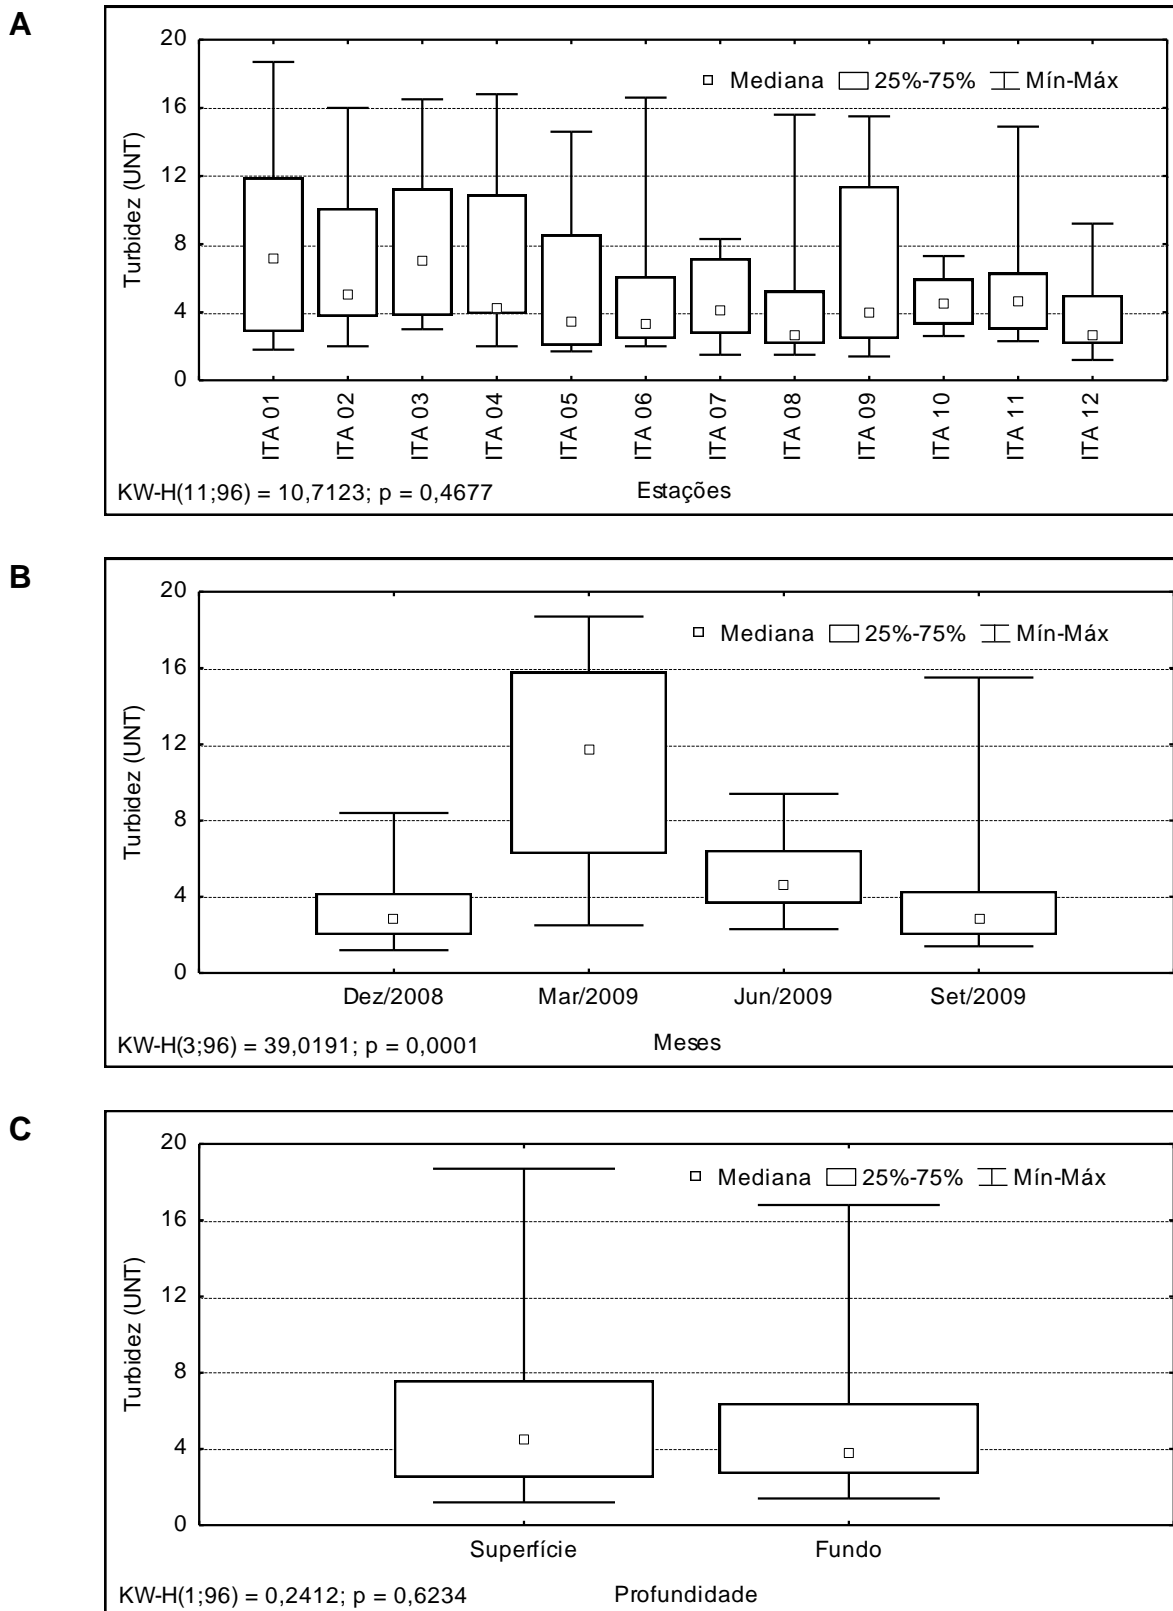 A
20
16
12
8
4
0
Turbidez (UNT)
Mediana 25%-75% Mín-Máx
ITA 01 ITA 02 ITA 03 ITA 04 ITA 05 ITA 06 ITA 07 ITA 08 ITA 09 ITA 10 ITA 11 ITA 12
KW-H(11;96) = 10,7123; p = 0,4677 Estações
B
20
16
12
8
4
0
Turbidez (UNT)
Mediana 25%-75% Mín-Máx
Dez/2008 Mar/2009 Jun/2009 Set/2009
KW-H(3;96) = 39,0191; p = 0,0001 Meses
C
20
16
12
8
4
0
Turbidez (UNT)
Mediana 25%-75% Mín-Máx
Superfície Fundo
KW-H(1;96) = 0,2412; p = 0,6234 Profundidade